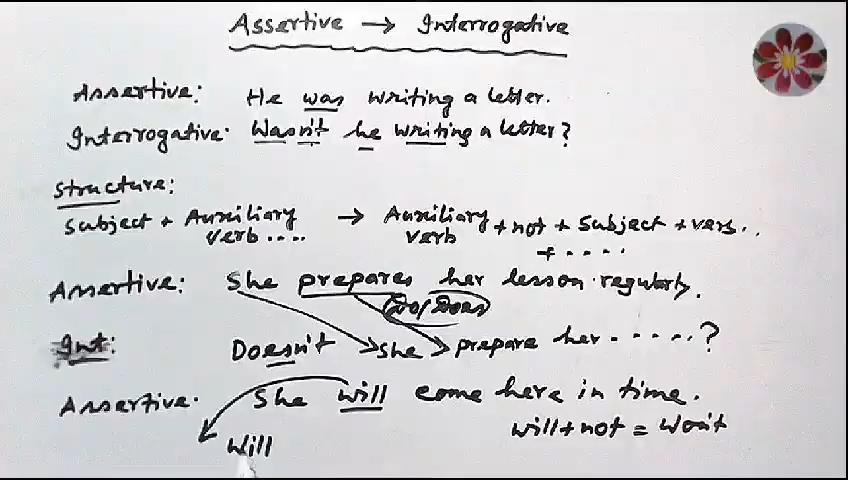 Assertive → Interrogative
Assertive: He was writing a letter.
Interrogative: Wasn't he writing a letter?
Structure:
Subject + Auxiliary verb.... → Auxiliary verb + not + Subject + verb..
+ .....
Assertive: She prepares her lesson regularly.
Do/Does
Int: Doesn't She prepare her ......?
Assertive. She will come here in time.
will + not = Won't
Will